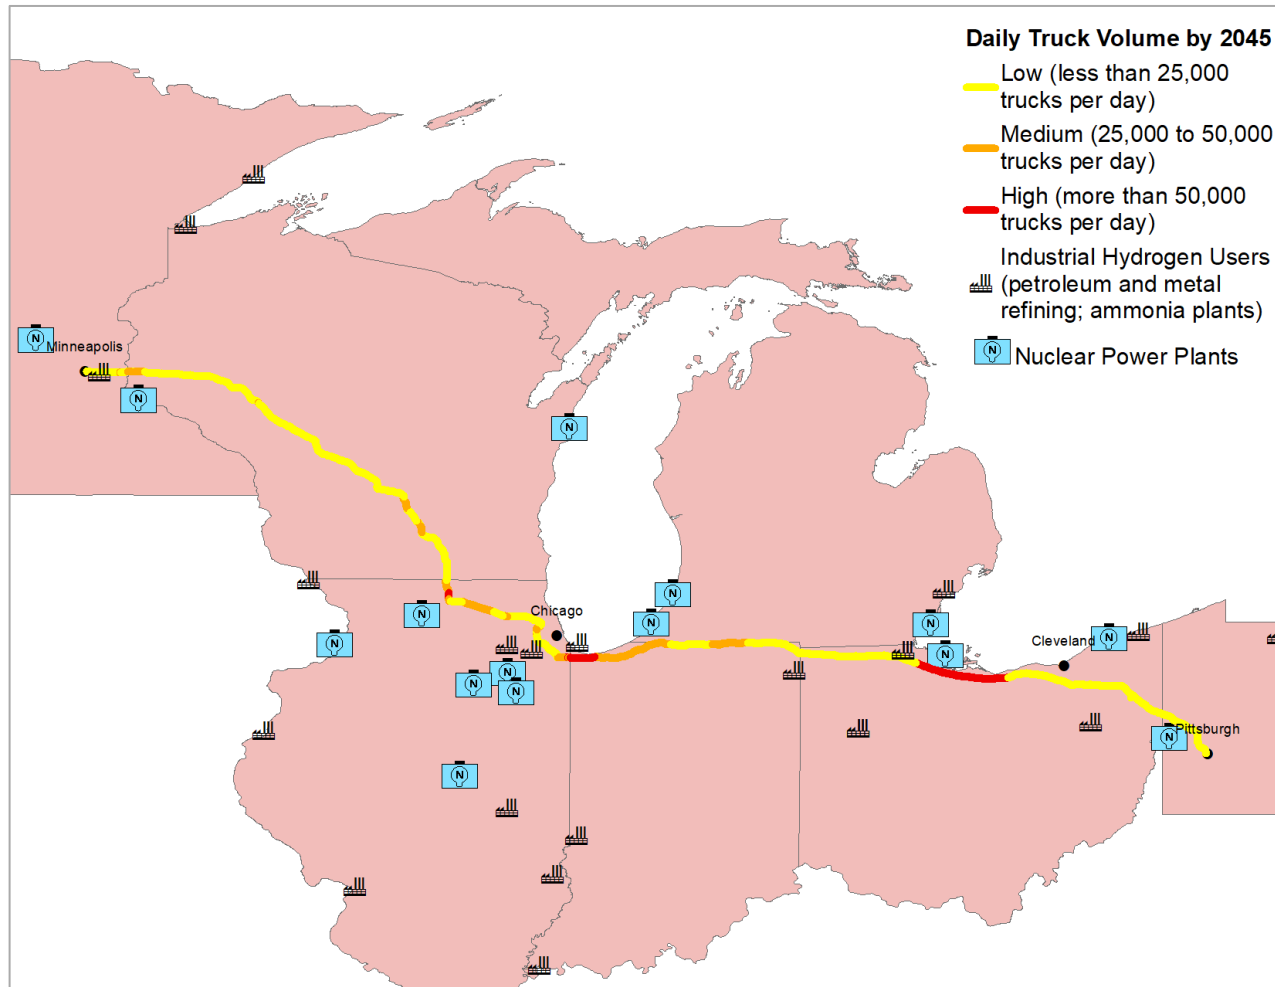 Daily Truck Volume by 2045
Low (less than 25,000
trucks per day)
Medium (25,000 to 50,000
trucks per day)
High (more than 50,000
trucks per day)
Industrial Hydrogen Users
(petroleum and metal
refining; ammonia plants)
N Nuclear Power Plants
N
Minneapolis
N
N
N
N
Chicago
N
N
N
N
Cleveland
N
N
N
N
N
N
Pittsburgh
N